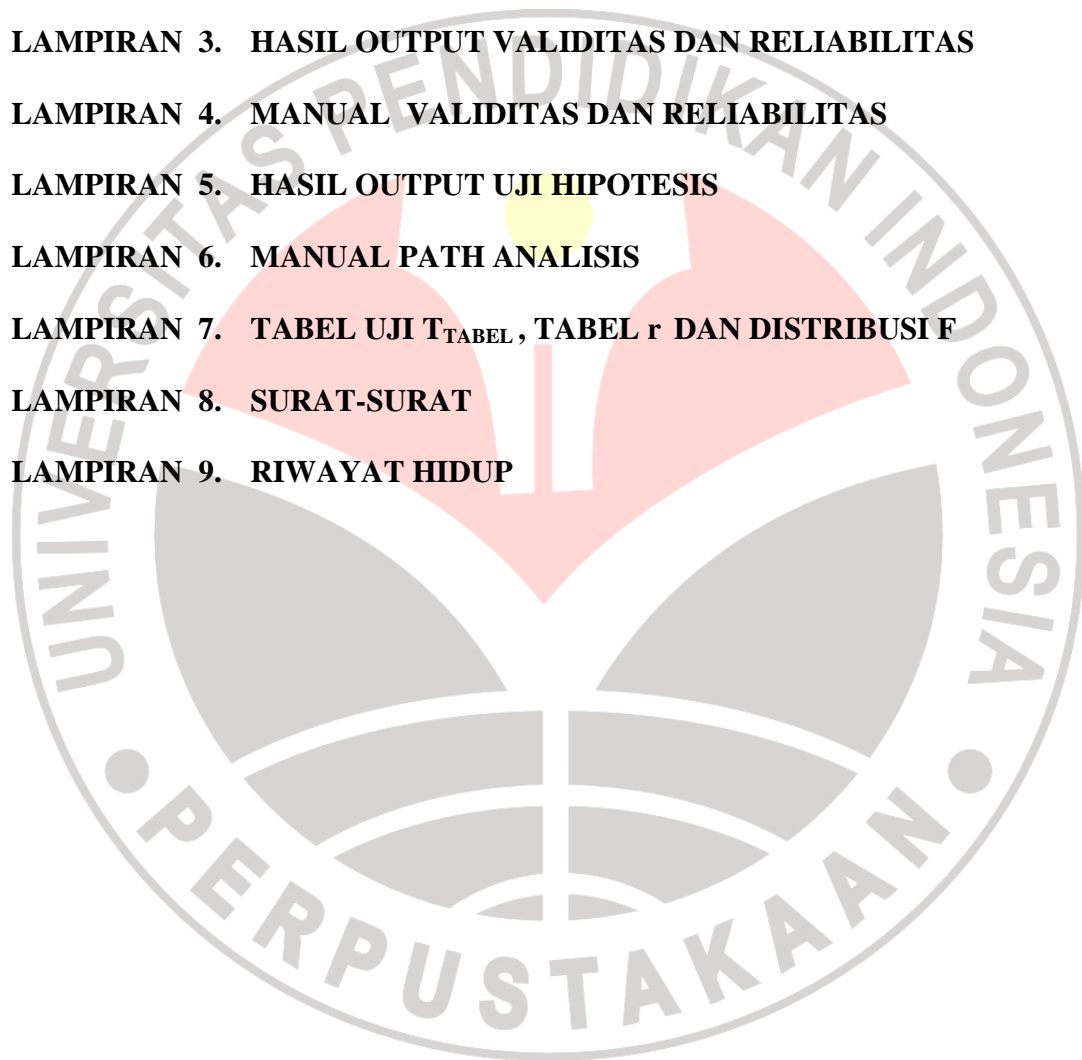 LAMPIRAN 3. HASIL OUTPUT VALIDITAS DAN RELIABILITAS
LAMPIRAN 4. MANUAL VALIDITAS DAN RELIABILITAS
LAMPIRAN 5. HASIL OUTPUT UJI HIPOTESIS
LAMPIRAN 6. MANUAL PATH ANALISIS
LAMPIRAN 7. TABEL UJI TTABEL , TABEL r DAN DISTRIBUSI F
LAMPIRAN 8. SURAT-SURAT
LAMPIRAN 9. RIWAYAT HIDUP
UNIVERSITAS PENDIDIKAN INDONESIA
PERPUSTAKAAN